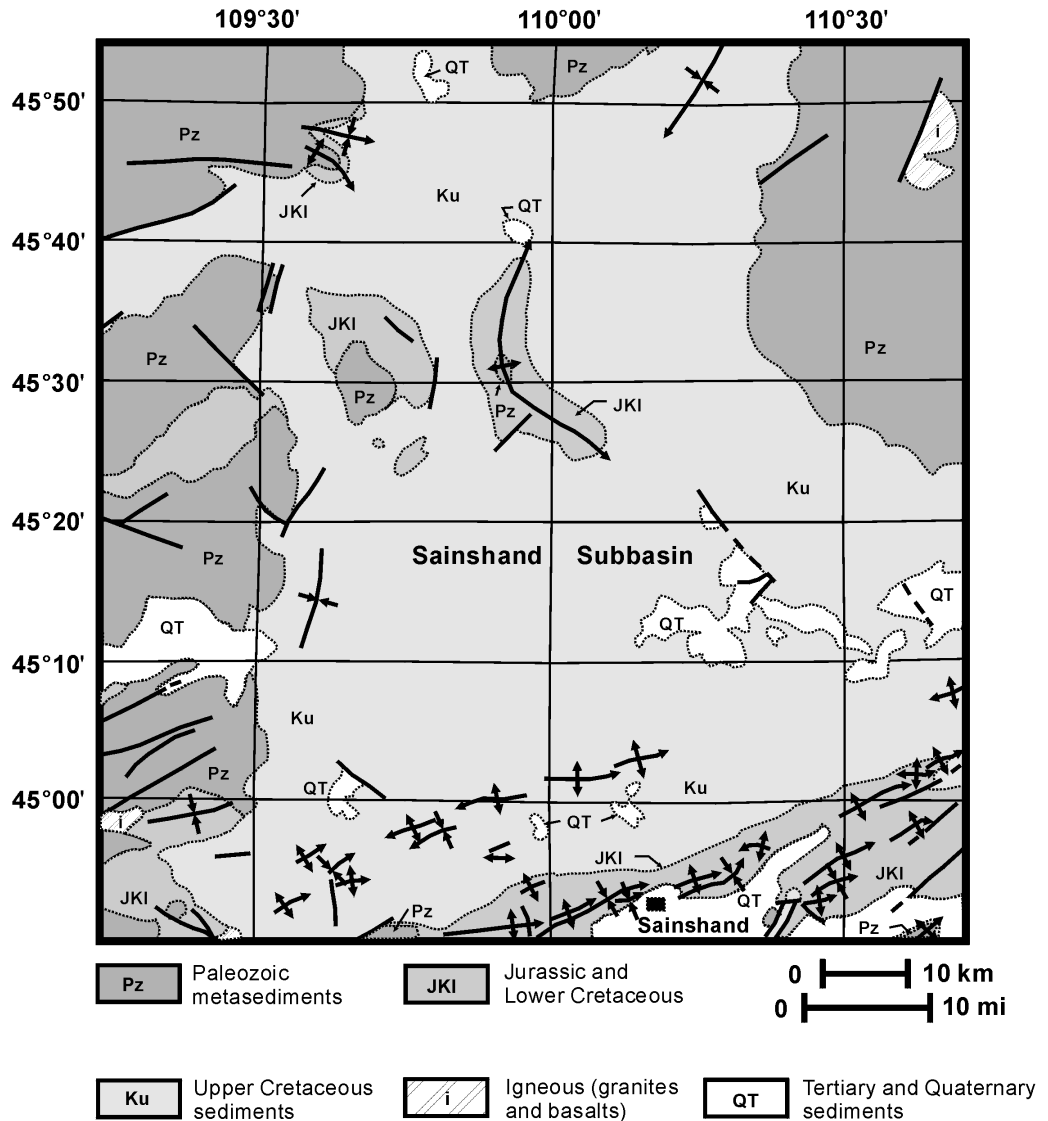 109°30' 110°00' 110°30'
QT Pz
45°50'
Pz i
JKl Ku QT
45°40'
JKl Pz Pz
45°30'
Pz Pz JKl
Ku
45°20'
Sainshand Subbasin
Pz
QT QT QT
45°10'
Ku
Pz
QT Ku
45°00'
i QT
JKl
JKl JKl
QT
Pz
Sainshand Pz
Pz Paleozoic
metasediments
JKl Jurassic and
Lower Cretaceous
0 10 km
0 10 mi
Ku Upper Cretaceous
sediments
i Igneous (granites
and basalts)
QT Tertiary and Quaternary
sediments